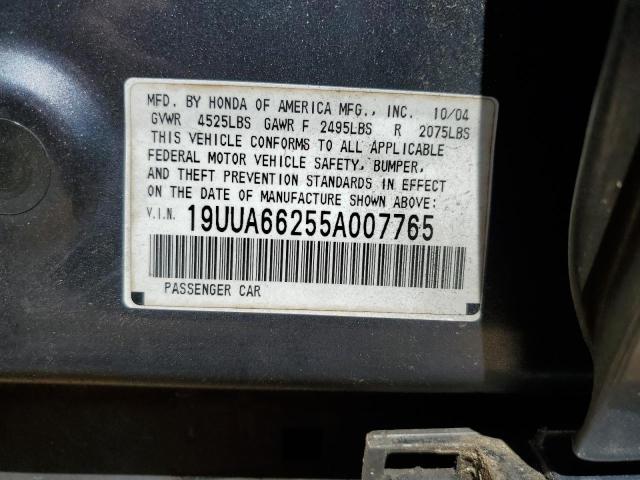 MFD. BY HONDA OF AMERICA MFG., INC. 10/04
GVWR 4525LBS GAWR F 2495LBS R 2075LBS
THIS VEHICLE CONFORMS TO ALL APPLICABLE
FEDERAL MOTOR VEHICLE SAFETY, BUMPER,
AND THEFT PREVENTION STANDARDS IN EFFECT
ON THE DATE OF MANUFACTURE SHOWN ABOVE:
V.I.N. 19UUA66255A007765
PASSENGER CAR